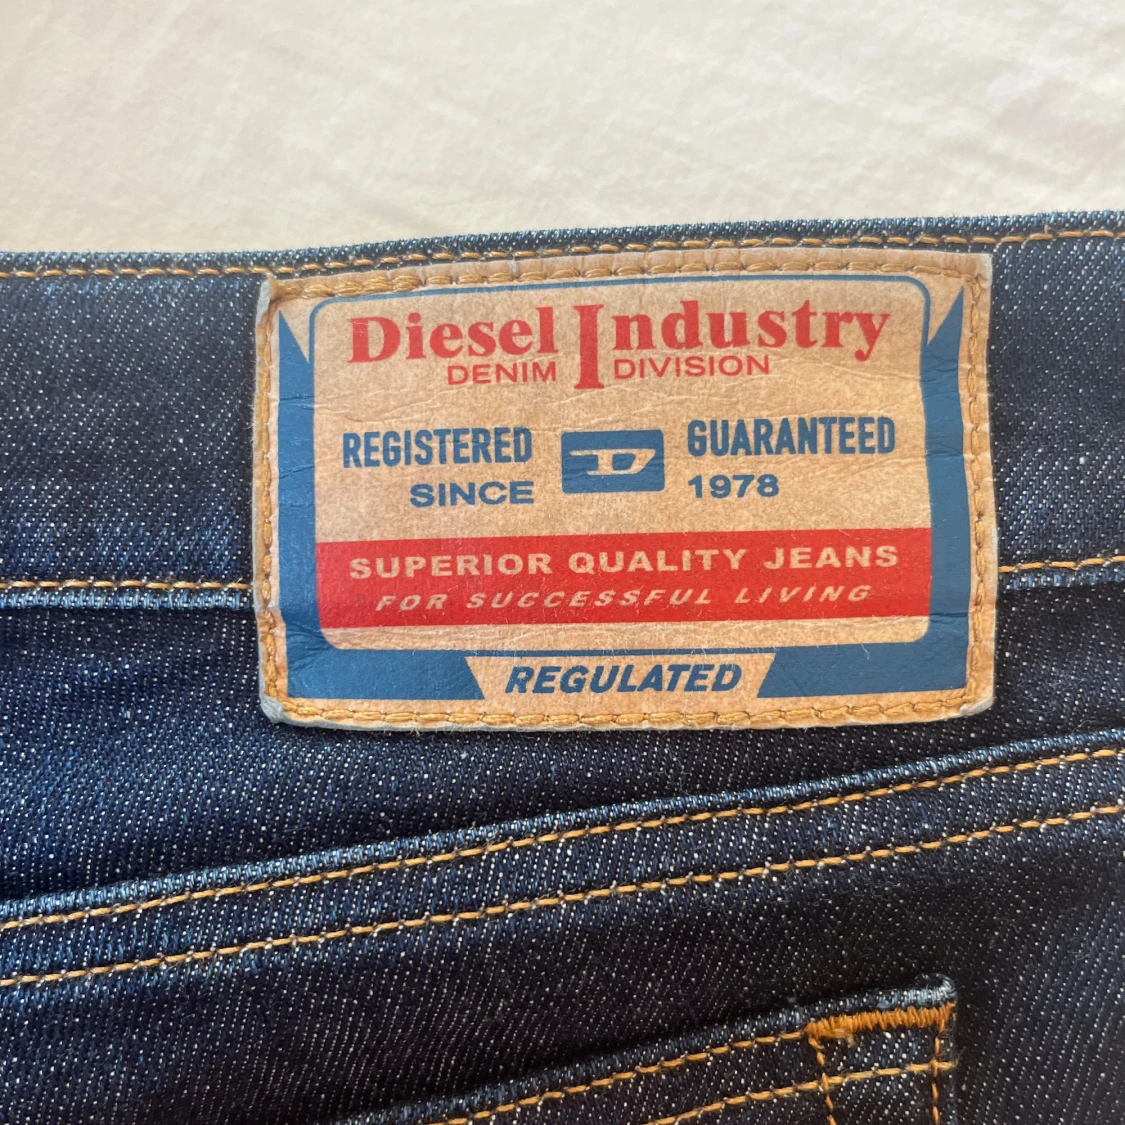 Diesel Industry
DENIM DIVISION
REGISTERED D GUARANTEED
SINCE 1978
SUPERIOR QUALITY JEANS
FOR SUCCESSFUL LIVING
REGULATED